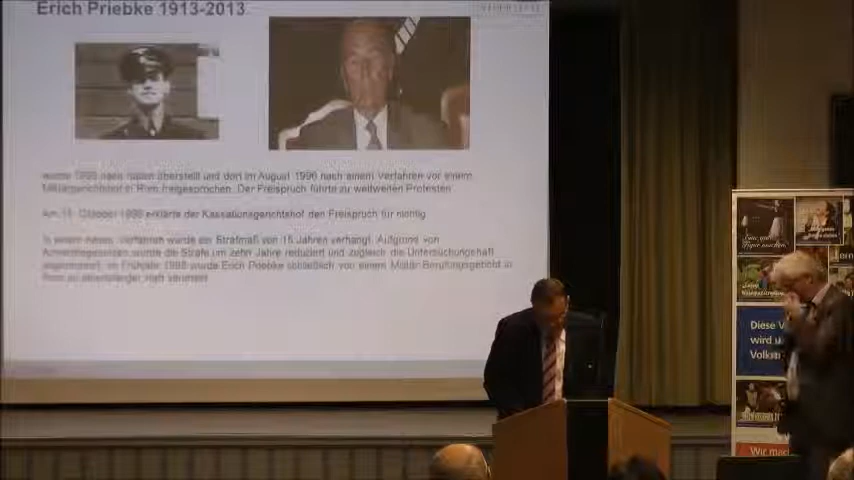 Erich Priebke 1913-2013
wurde 1995 nach Italien überstellt und dort im August 1996 nach einem Verfahren vor einem
Militärgerichtshof in Rom freigesprochen. Der Freispruch führte zu weltweiten Protesten.
Am 15. Oktober 1996 erklärte der Kassationsgerichtshof den Freispruch für nichtig.
In einem neuen Verfahren wurde ein Strafmaß von 15 Jahren verhängt. Aufgrund von
wurde die Strafe um zehn Jahre reduziert und zugleich die Untersuchungshaft
im Frühjahr 1998 wurde Erich Priebke schließlich von einem Militär-Berufungsgericht in
Rom zu lebenslanger Haft verurteilt
Diese V
wird u
Volksb
Wir mac